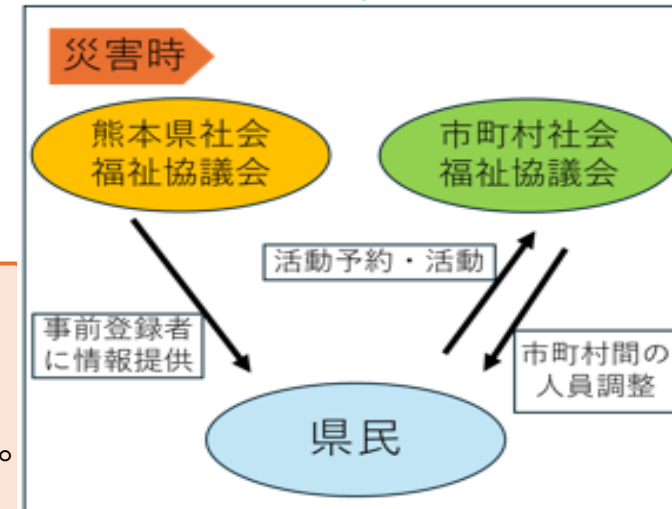 災害時
熊本県社会
福祉協議会
市町村社会
福祉協議会
活動予約・活動
事前登録者
に情報提供
市町村間の
人員調整
県民
。